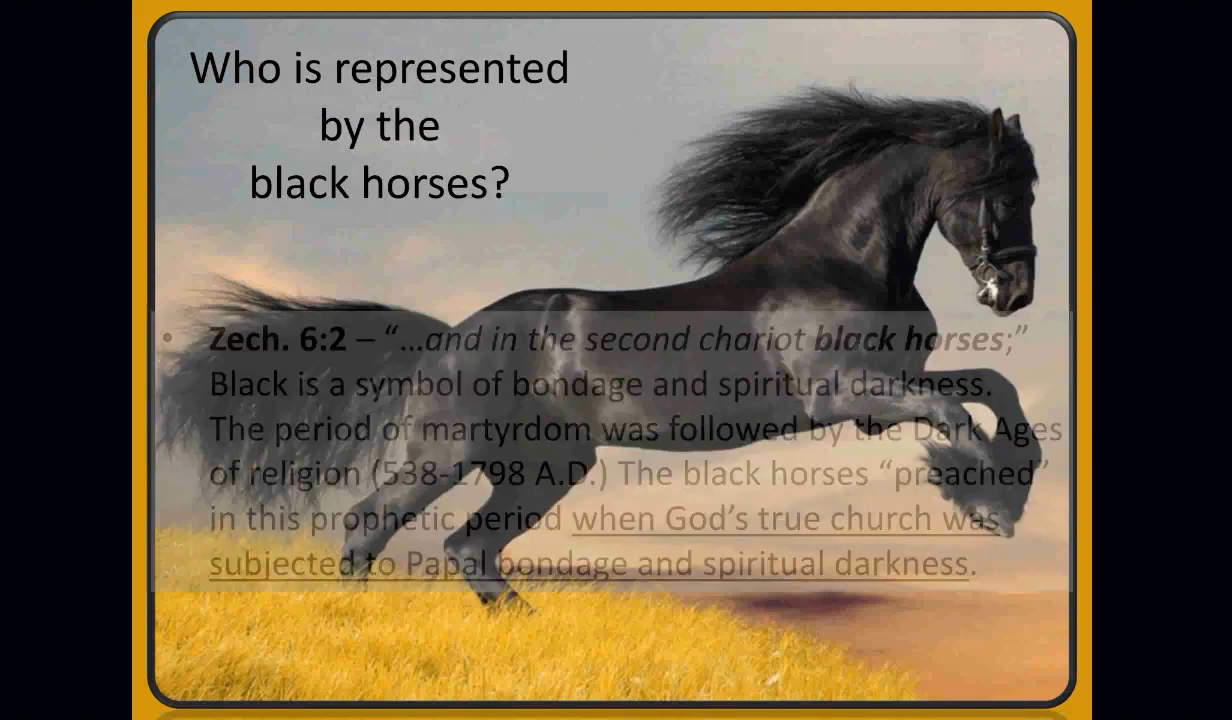 Who is represented
by the
black horses?
• Zech. 6:2 – “…and in the second chariot black horses;”
Black is a symbol of bondage and spiritual darkness.
The period of martyrdom was followed by the Dark Ages
of religion (538-1798 A.D.) The black horses “preached”
in this prophetic period when God’s true church was
subjected to Papal bondage and spiritual darkness.